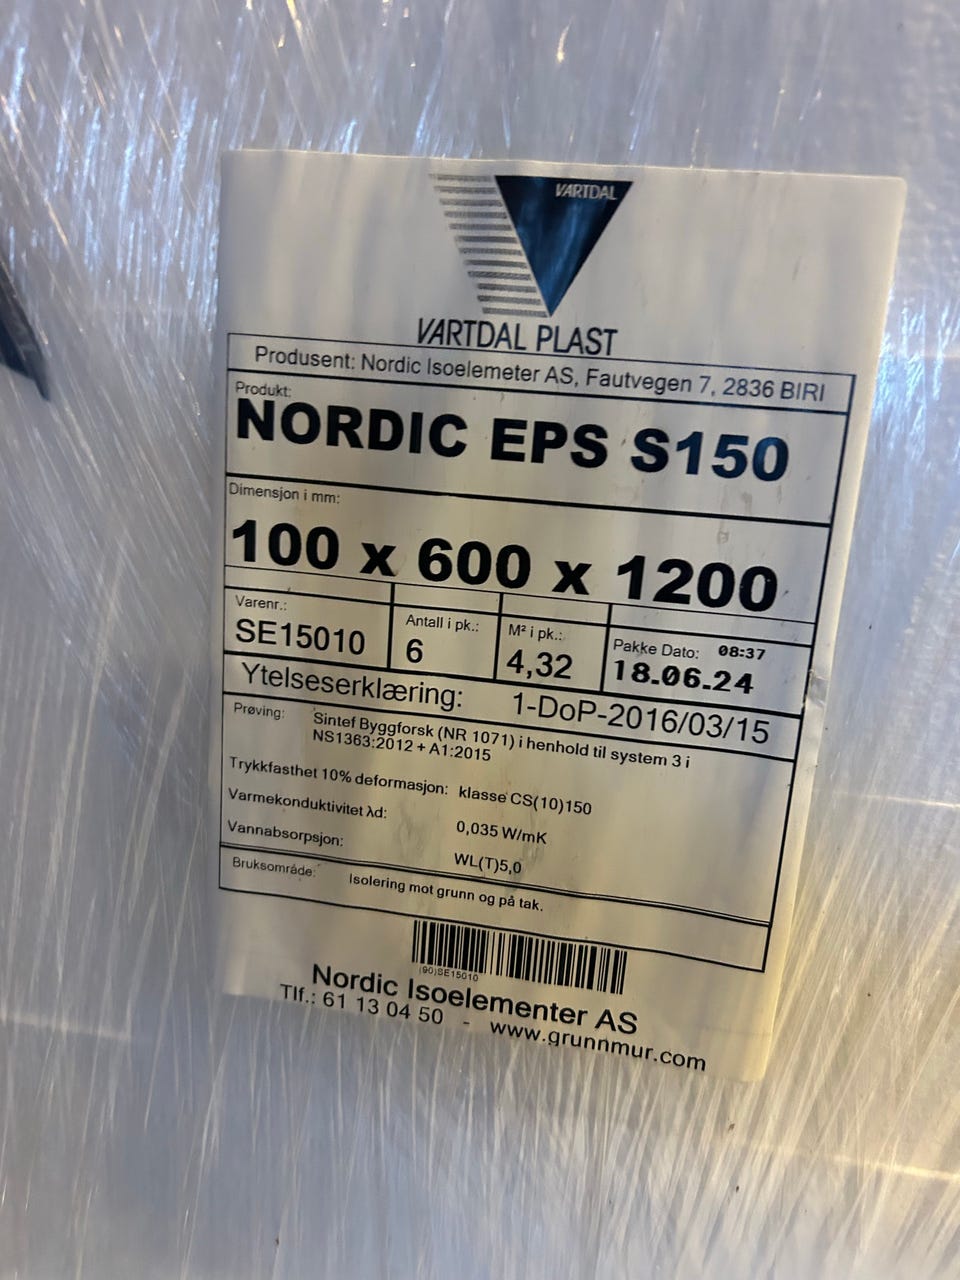 VARTDAL
VARTDAL PLAST
Produsent: Nordic Isoelemeter AS, Fautvegen 7, 2836 BIRI
Produkt:
NORDIC EPS S150
Dimensjon i mm:
100 x 600 x 1200
Varenr.:
SE15010
Antall i pk.:
6
M² i pk.:
4,32
Pakke Dato: 08:37
18.06.24
Ytelseserklæring: 1-DoP-2016/03/15
Prøving: Sintef Byggforsk (NR 1071) i henhold til system 3 i
NS1363:2012 + A1:2015
Trykkfasthet 10% deformasjon: klasse CS(10)150
Varmekonduktivitet λd: 0,035 W/mK
Vannabsorpsjon: WL(T)5,0
Bruksområde: Isolering mot grunn og på tak.
(90)SE15010
Nordic Isoelementer AS
Tlf.: 61 13 04 50 - www.grunnmur.com